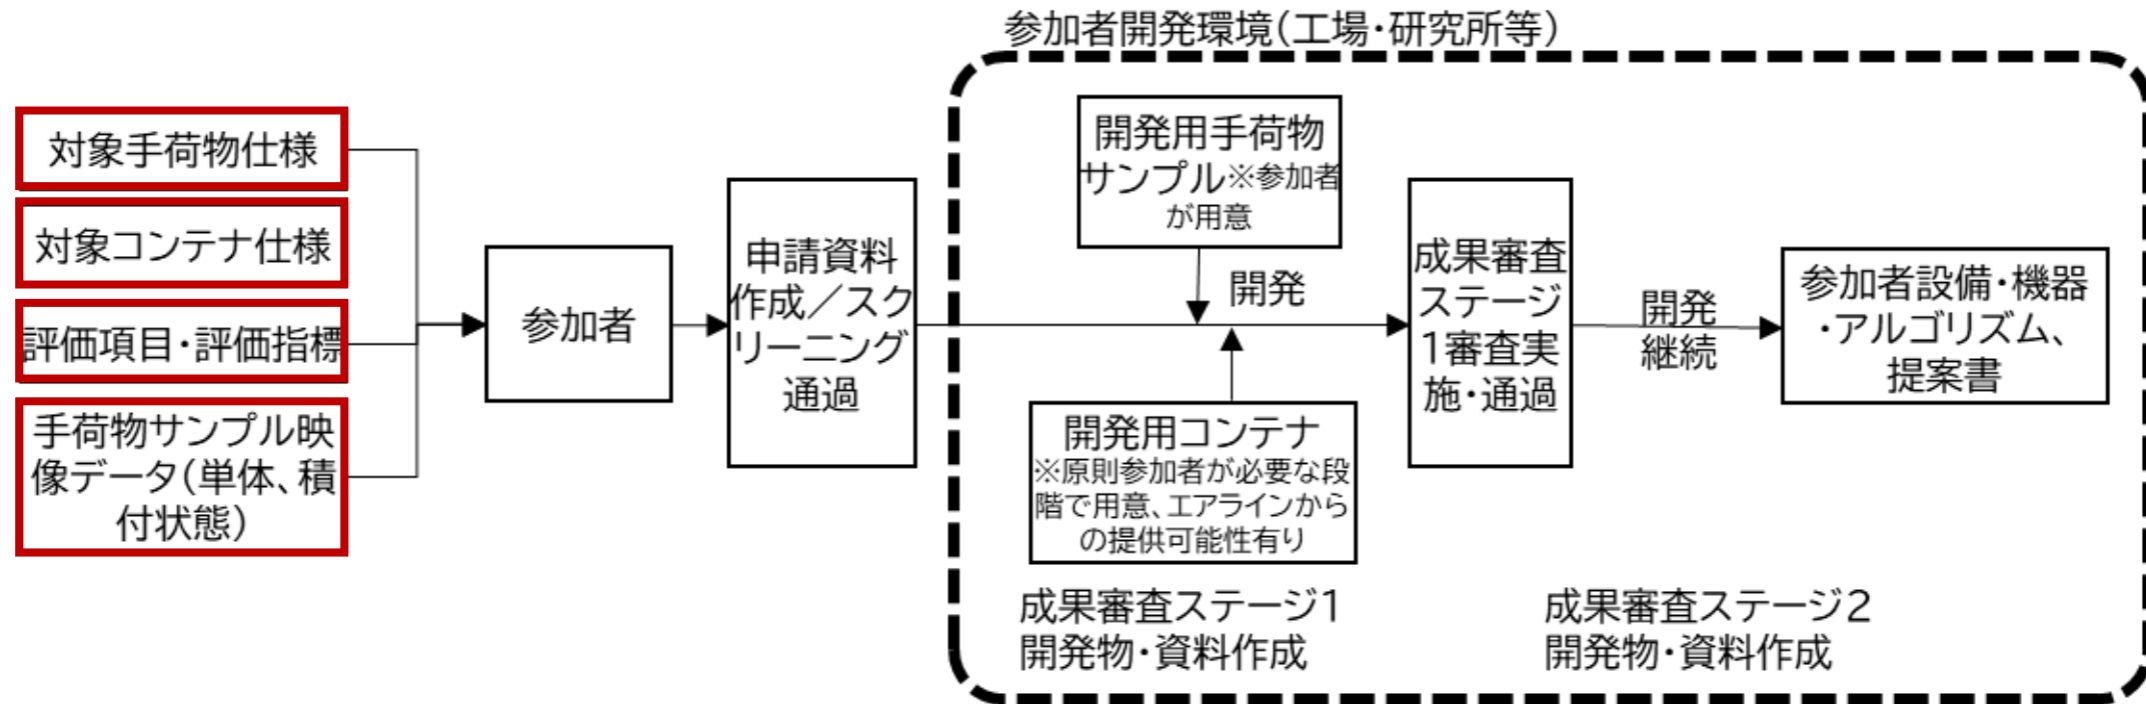 参加者開発環境（工場・研究所等）
対象手荷物仕様
対象コンテナ仕様
評価項目・評価指標
手荷物サンプル映
像データ（単体、積
付状態）
参加者
申請資料
作成／スク
リーニング
通過
開発用手荷物
サンプル※参加者
が用意
開発
開発用コンテナ
※原則参加者が必要な段
階で用意、エアラインから
の提供可能性有り
成果審査
ステージ
1審査実
施・通過
開発
継続
参加者設備・機器
・アルゴリズム、
提案書
成果審査ステージ1
開発物・資料作成
成果審査ステージ2
開発物・資料作成